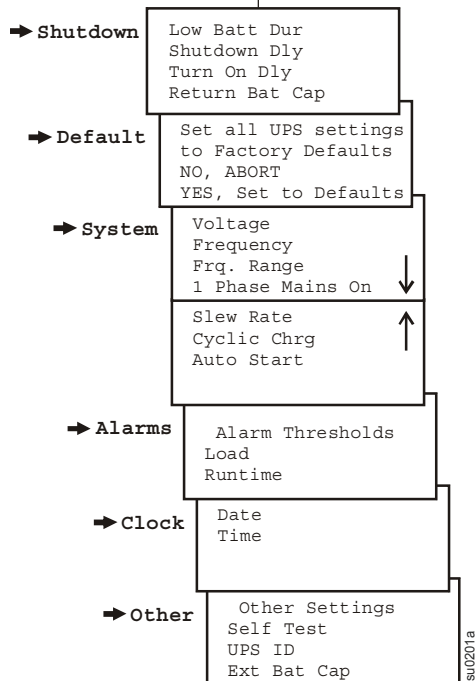 Shutdown
Low Batt Dur
Shutdown Dly
Turn On Dly
Return Bat Cap
Default
Set all UPS settings
to Factory Defaults
NO, ABORT
YES, Set to Defaults
System
Voltage
Frequency
Frq. Range
1 Phase Mains On
Slew Rate
Cyclic Chrg
Auto Start
Alarms
Alarm Thresholds
Load
Runtime
Clock
Date
Time
Other
Other Settings
Self Test
UPS ID
Ext Bat Cap
su0201a